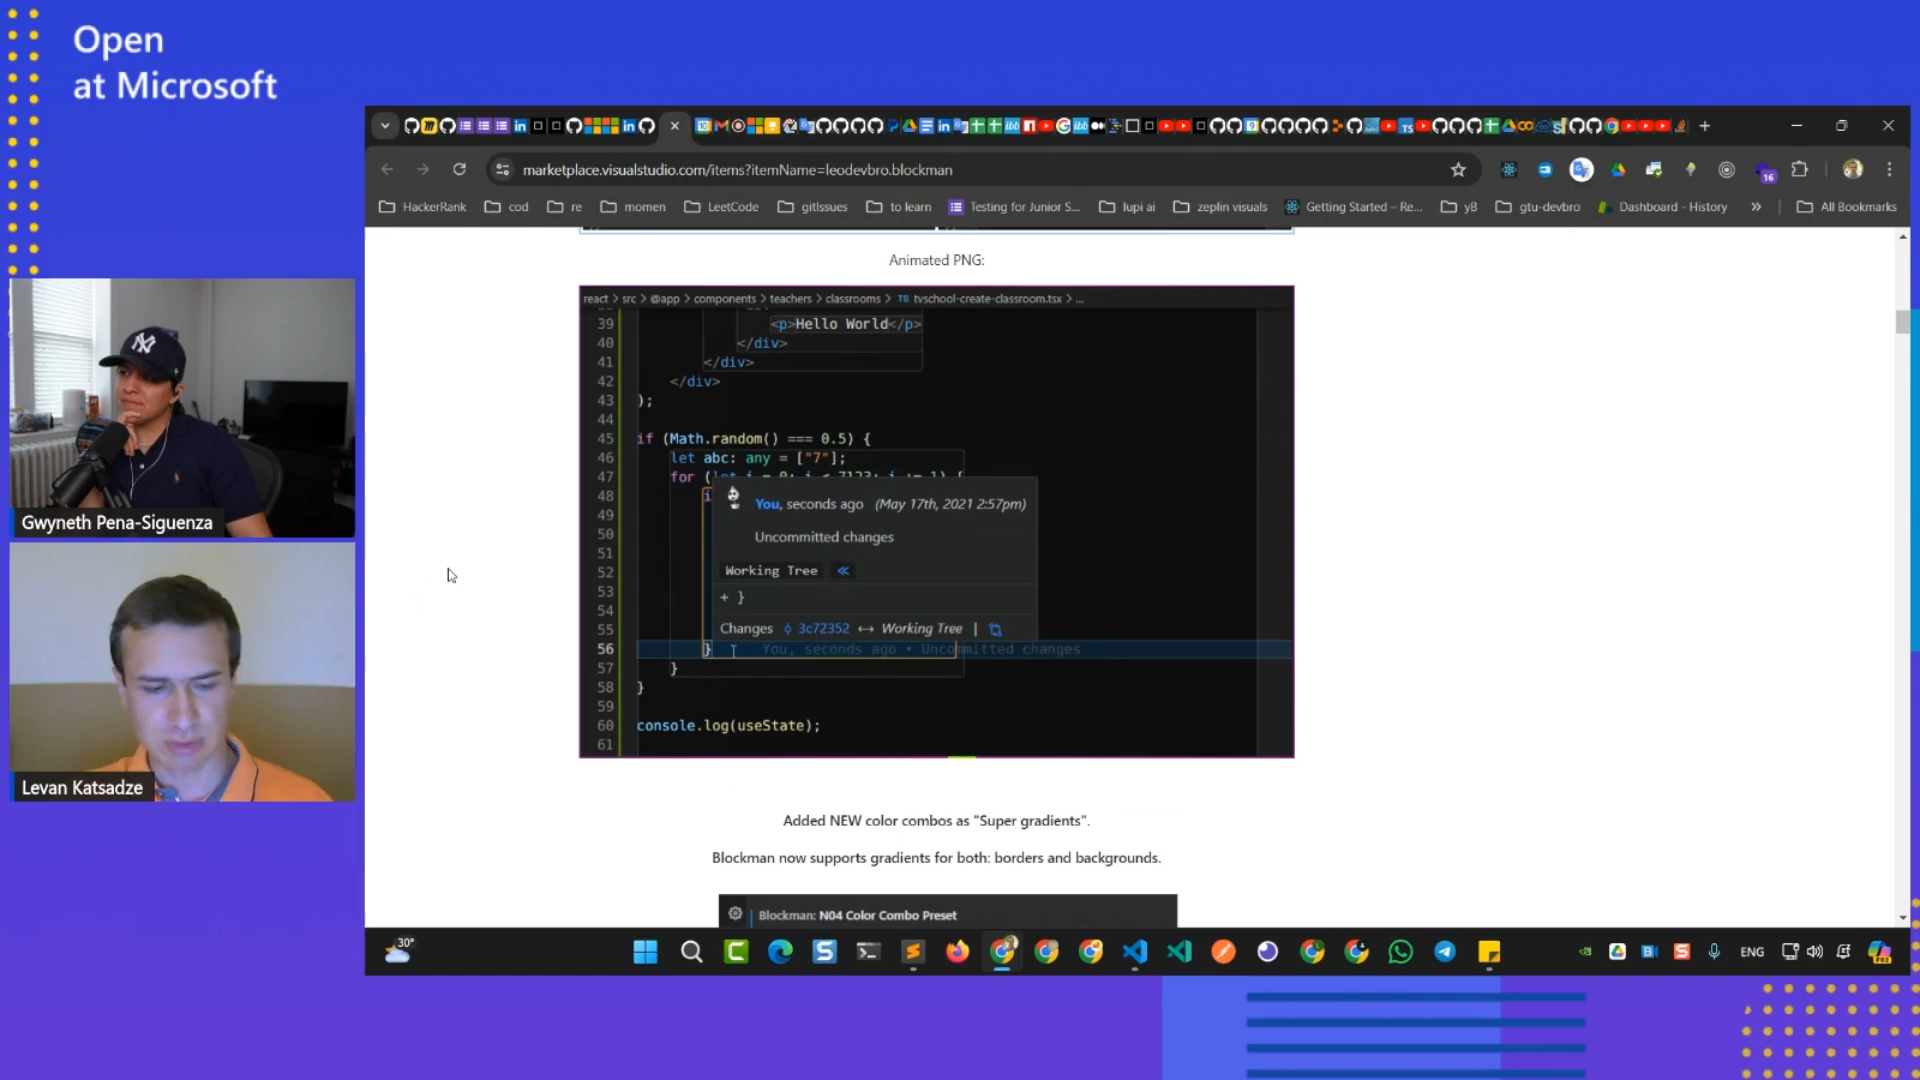 Open
at Microsoft
marketplace.visualstudio.com/items?itemName=leodevbro.blockman
16
HackerRank
cod
re
momen
LeetCode
gitIssues
to learn
Testing for Junior S...
lupi ai
zeplin visuals
Getting Started – Re...
yB
gtu-devbro
Dashboard - History
»
All Bookmarks
Animated PNG:
react > src > @app > components > teachers > classrooms > TS tvschool-create-classroom.tsx > ...
39 <p>Hello World</p>
40 </div>
41 </div>
42 </div>
43 );
44
45 if (Math.random() === 0.5) {
46 let abc: any = ["7"];
47 for (let i = 0; i < 7123; i += 1) {
48 i
49
50
51
52
53
54
55
You, seconds ago (May 17th, 2021 2:57pm)
Uncommitted changes
Working Tree «
+ }
Changes 3c72352 ↔ Working Tree |
56 } You, seconds ago • Uncommitted changes
57 }
58 }
59
60 console.log(useState);
61
Added NEW color combos as "Super gradients".
Blockman now supports gradients for both: borders and backgrounds.
Blockman: N04 Color Combo Preset
Gwyneth Pena-Siguenza
Levan Katsadze
30°
ENG